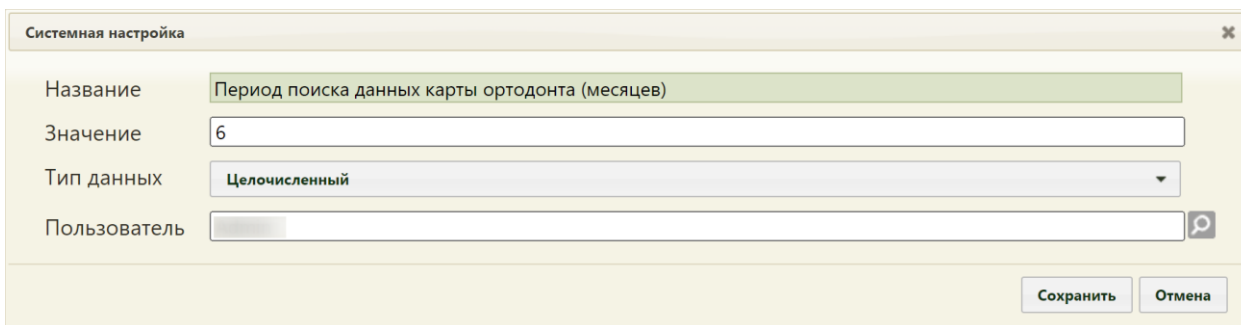 Системная настройка
Название Период поиска данных карты ортодонта (месяцев)
Значение 6
Тип данных Целочисленный
Пользователь
Сохранить Отмена